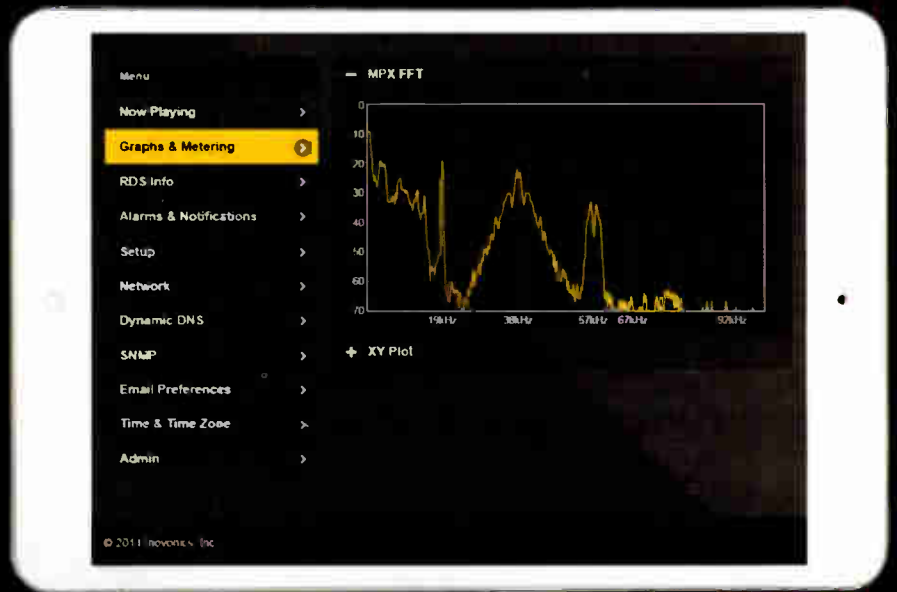 Menu
Now Playing
Graphs & Metering
RDS Info
Alarms & Notifications
Setup
Network
Dynamic DNS
SNMP
Email Preferences
Time & Time Zone
Admin
MPX FFT
0
10
20
30
40
50
60
70
19kHz 38kHz 57kHz 67kHz 92kHz
XY Plot
© Inovonics, Inc